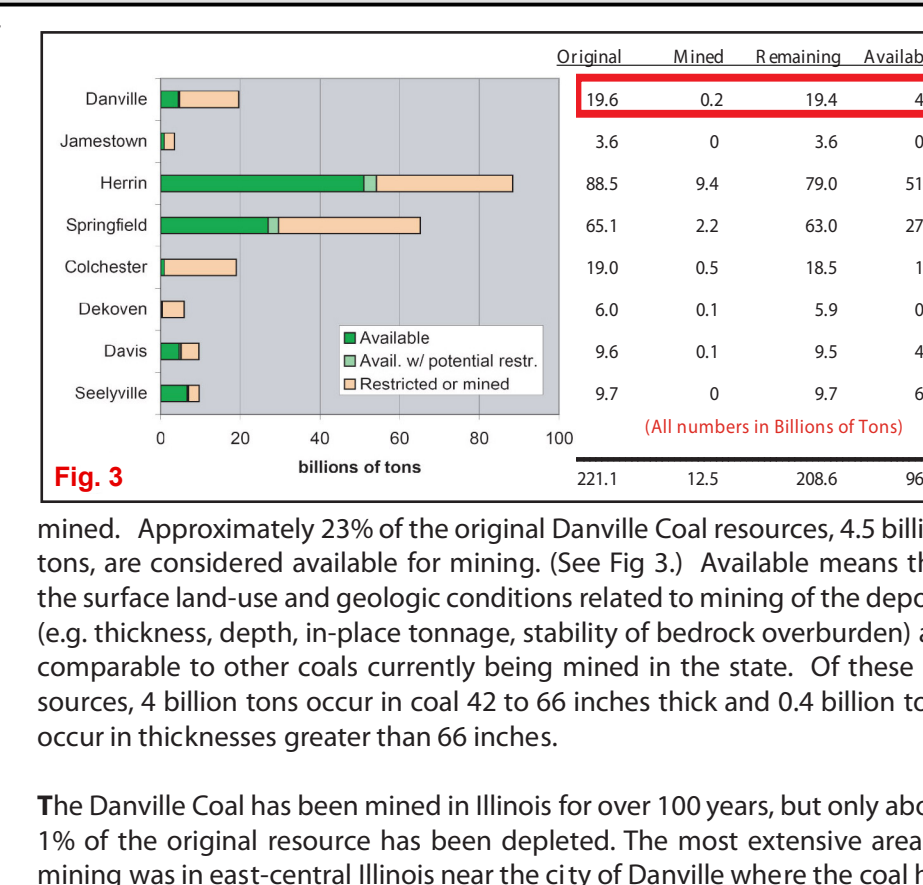 Original Mined Remaining
Danville 19.6 0.2 19.4
Jamestown 3.6 0 3.6
Herrin 88.5 9.4 79.0
Springfield 65.1 2.2 63.0
Colchester 19.0 0.5 18.5
Dekoven 6.0 0.1 5.9
Davis 9.6 0.1 9.5
Seelyville 9.7 0 9.7
Available
Avail. w/ potential restr.
Restricted or mined
(All numbers in Billions of Tons)
0 20 40 60 80 100
billions of tons
Fig. 3
221.1 12.5 208.6
mined. Approximately 23% of the original Danville Coal resources, 4.5
tons, are considered available for mining. (See Fig 3.) Available means
the surface land-use and geologic conditions related to mining of the
(e.g. thickness, depth, in-place tonnage, stability of bedrock overburden)
comparable to other coals currently being mined in the state. Of these
sources, 4 billion tons occur in coal 42 to 66 inches thick and 0.4 billion
occur in thicknesses greater than 66 inches.
The Danville Coal has been mined in Illinois for over 100 years, but only
1% of the original resource has been depleted. The most extensive
mining was in east-central Illinois near the city of Danville where the coal